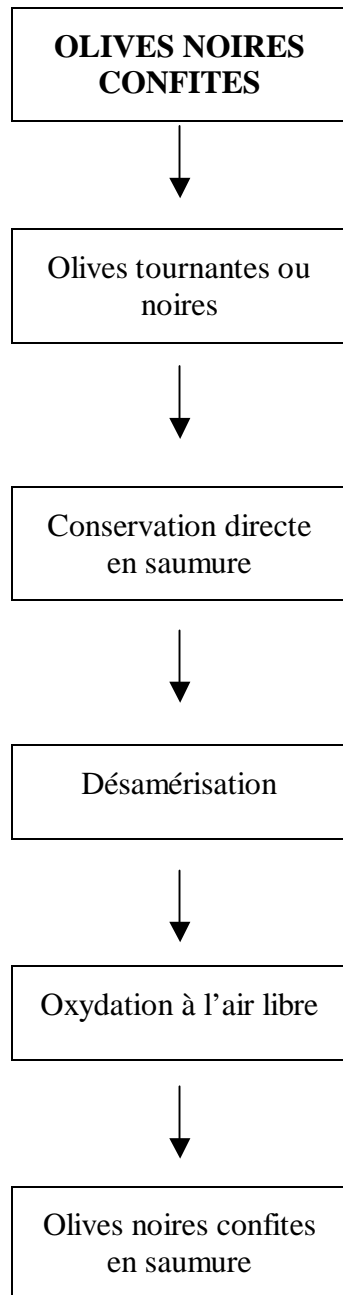 OLIVES NOIRES
CONFITES
Olives tournantes ou
noires
Conservation directe
en saumure
Désamérisation
Oxydation à l’air libre
Olives noires confites
en saumure